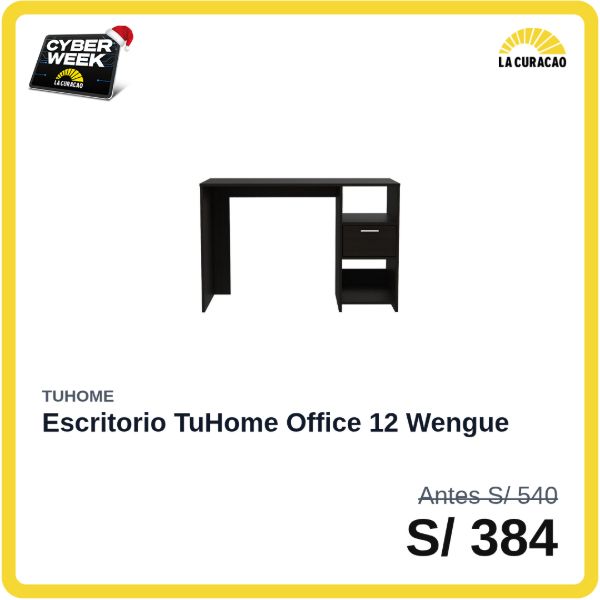 CYBER
WEEK
LA CURACAO
LA CURACAO
TUHOME
Escritorio TuHome Office 12 Wengue
Antes S/ 540
S/ 384